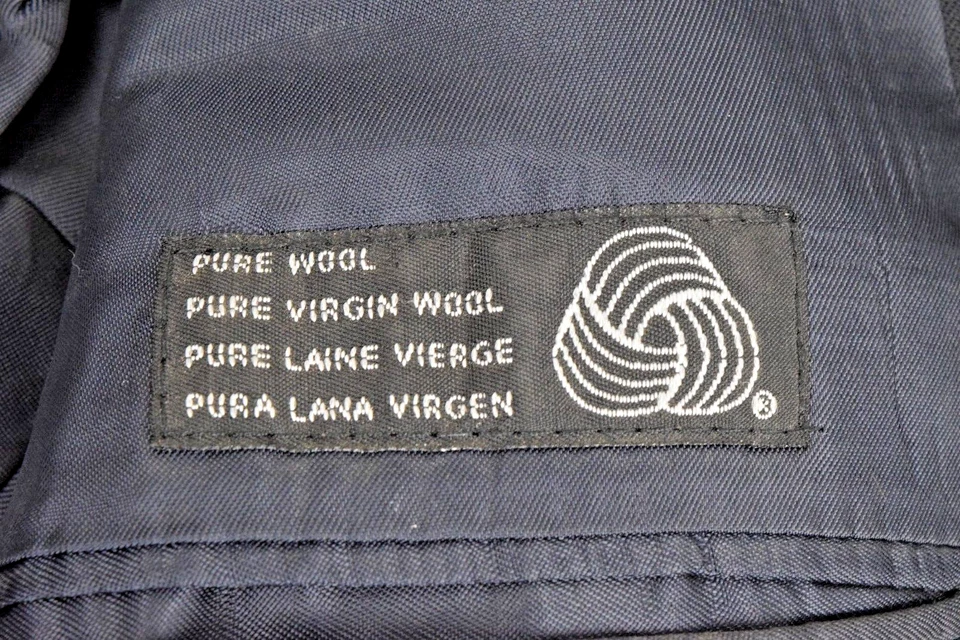 PURE WOOL
PURE VIRGIN WOOL
PURE LAINE VIERGE
PURA LANA VIRGEN
®